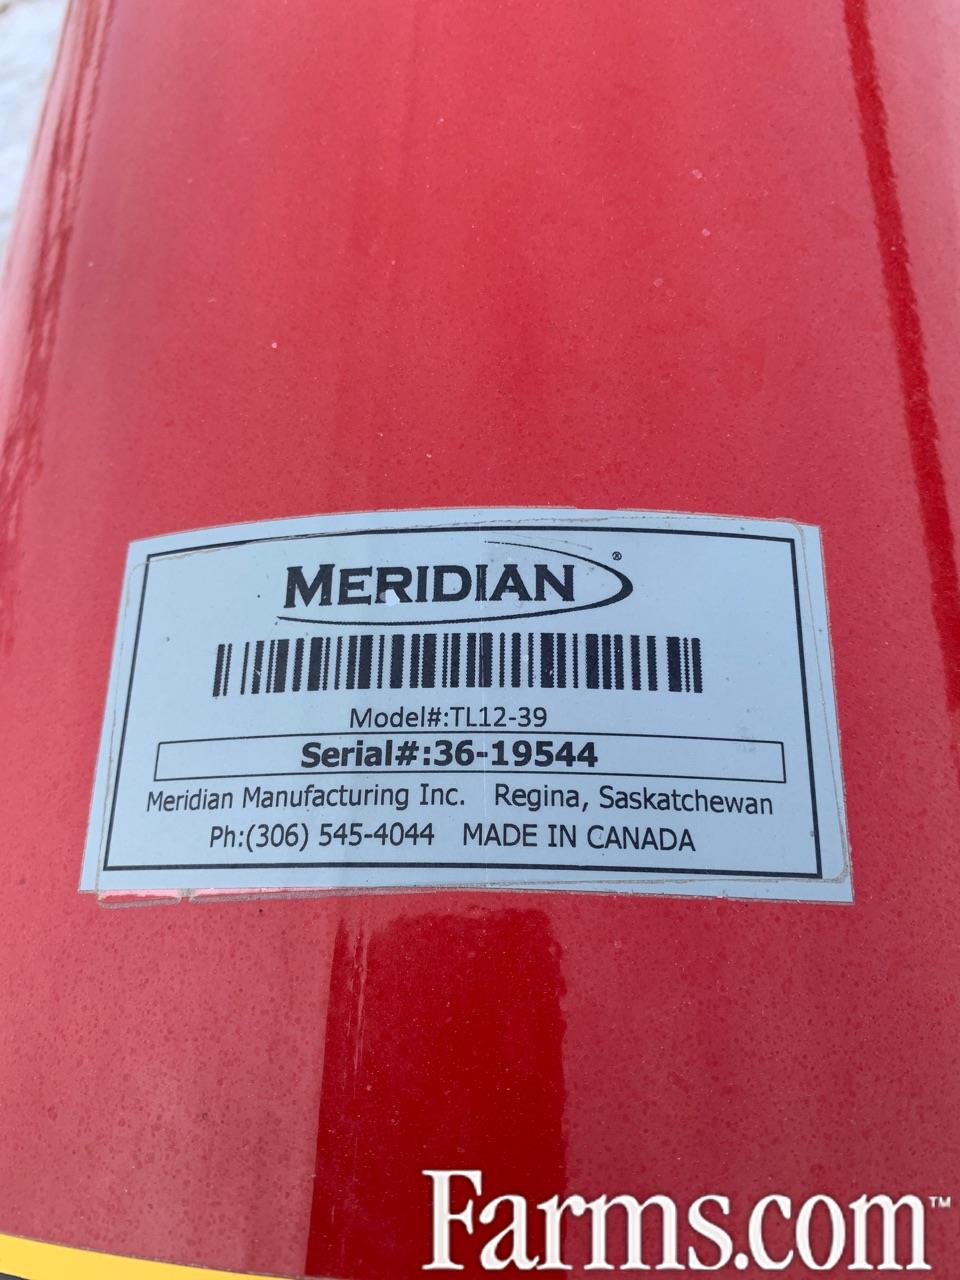 MERIDIAN®
Model#:TL12-39
Serial#:36-19544
Meridian Manufacturing Inc. Regina, Saskatchewan
Ph:(306) 545-4044 MADE IN CANADA
Farms.com™